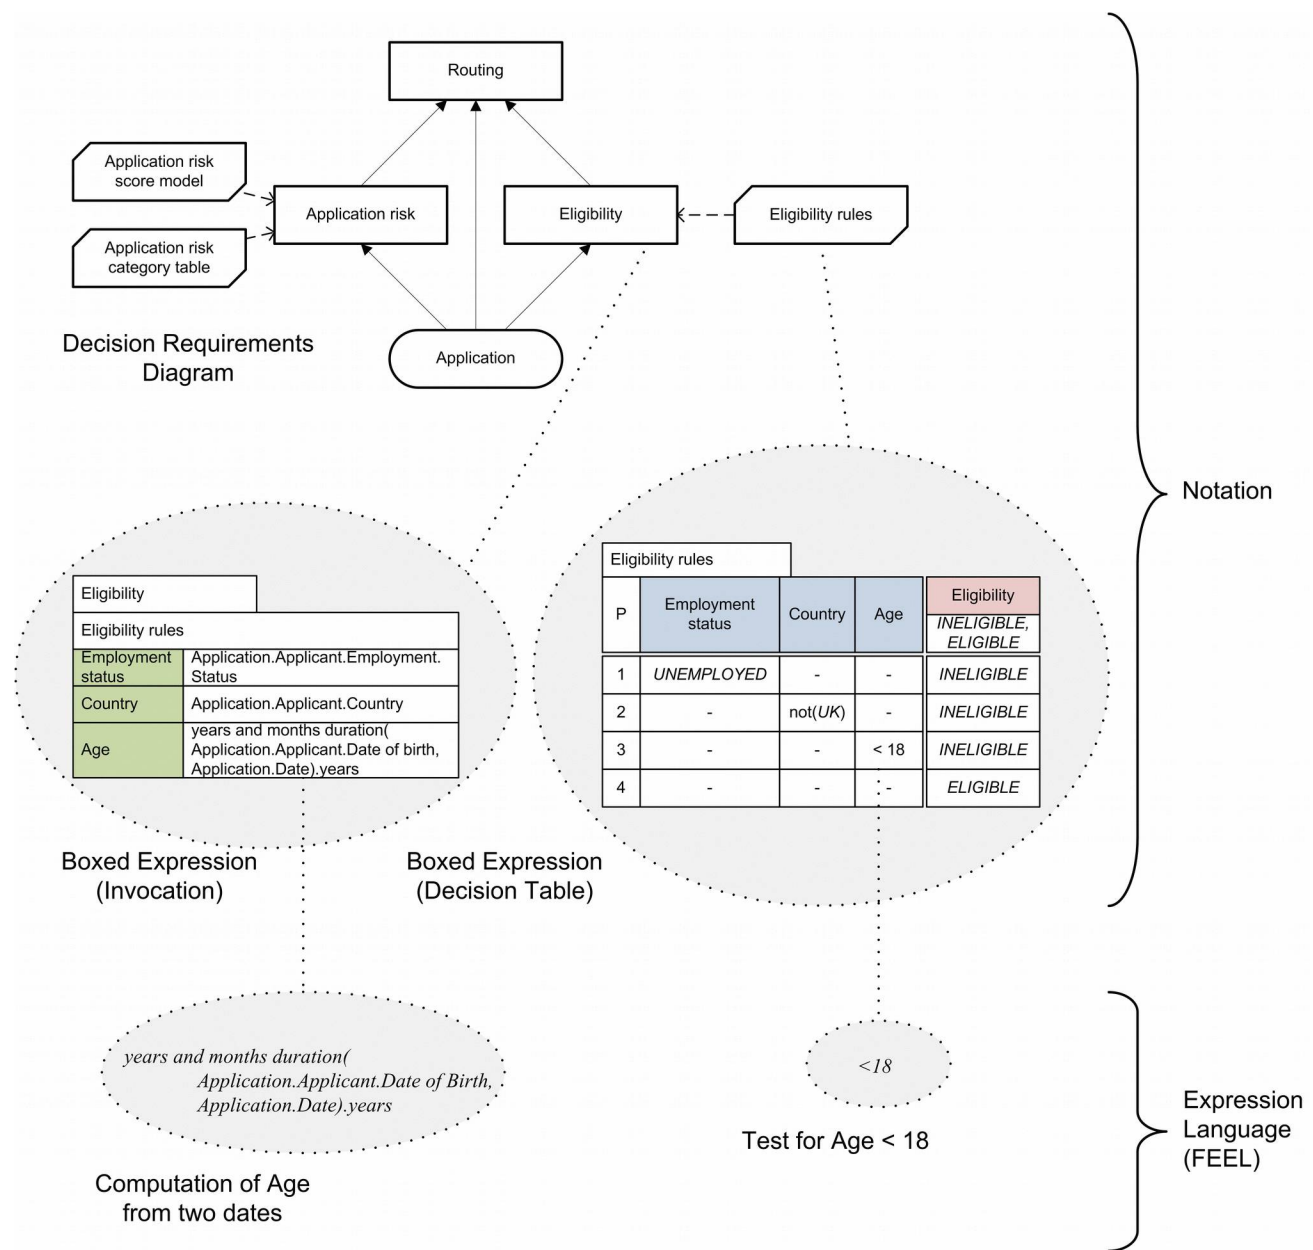 Routing
Application risk
score model
Application risk
Eligibility
Eligibility rules
Application risk
category table
Application
Decision Requirements
Diagram
Notation
Eligibility
Eligibility rules
Employment
status
Application.Applicant.Employment.
Status
Country
Application.Applicant.Country
Age
years and months duration(
Application.Applicant.Date of birth,
Application.Date).years
Boxed Expression
(Invocation)
Eligibility rules
P
Employment
status
Country
Age
Eligibility
INELIGIBLE,
ELIGIBLE
1 UNEMPLOYED - - INELIGIBLE
2 - not(UK) - INELIGIBLE
3 - - < 18 INELIGIBLE
4 - - - ELIGIBLE
Boxed Expression
(Decision Table)
years and months duration(
Application.Applicant.Date of Birth,
Application.Date).years
Computation of Age
from two dates
<18
Test for Age < 18
Expression
Language
(FEEL)